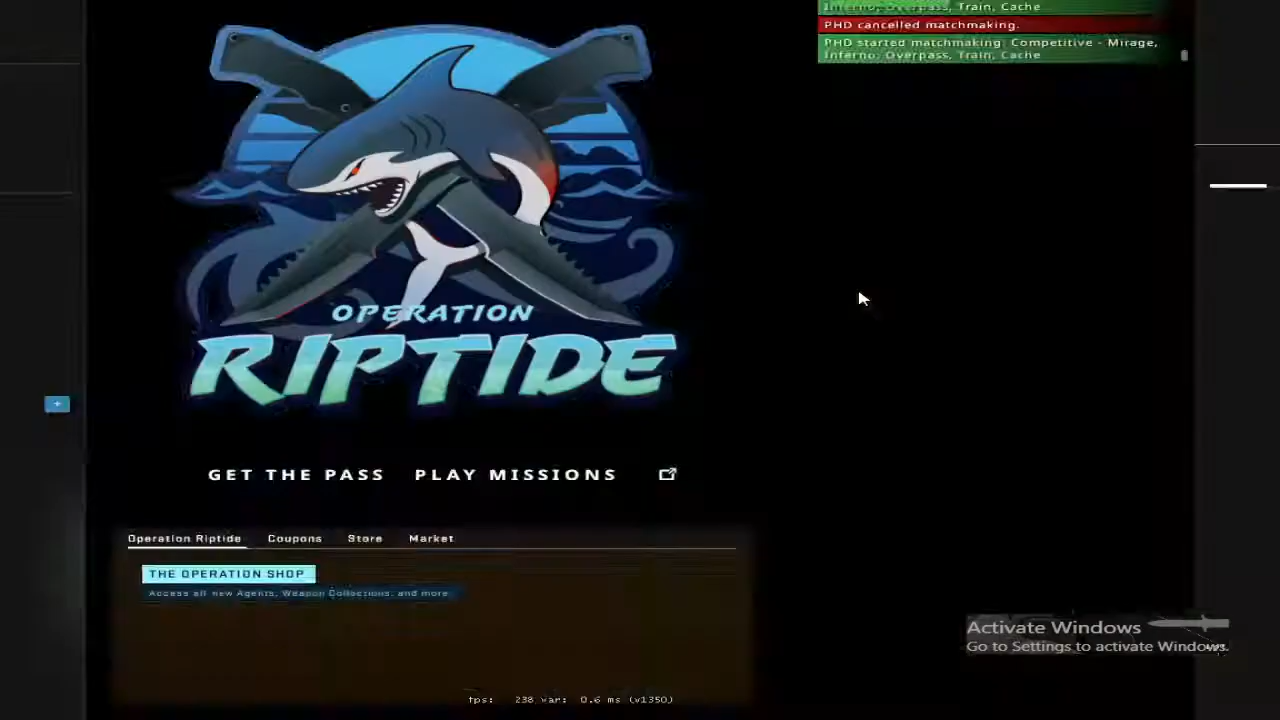 Inferno, Overpass, Train, Cache
PHD cancelled matchmaking.
PHD started matchmaking: Competitive - Mirage,
Inferno, Overpass, Train, Cache
OPERATION
RIPTIDE
+
GET THE PASS PLAY MISSIONS
Operation Riptide Coupons Store Market
THE OPERATION SHOP
Access all new Agents, Weapon Collections, and more
Activate Windows
Go to Settings to activate Windows.
fps: 238 var: 0.6 ms (v1350)